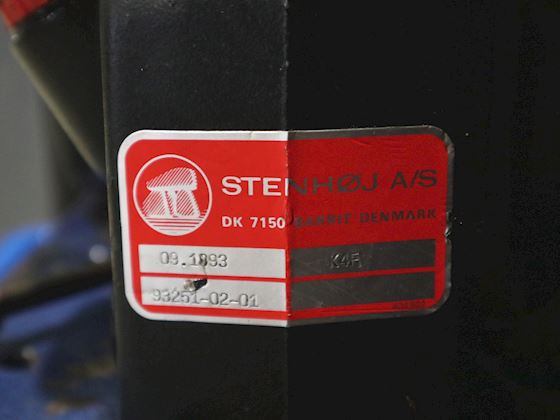 STENHØJ A/S
DK 7150 BARRIT DENMARK
09.1893 K4F
93251-02-01